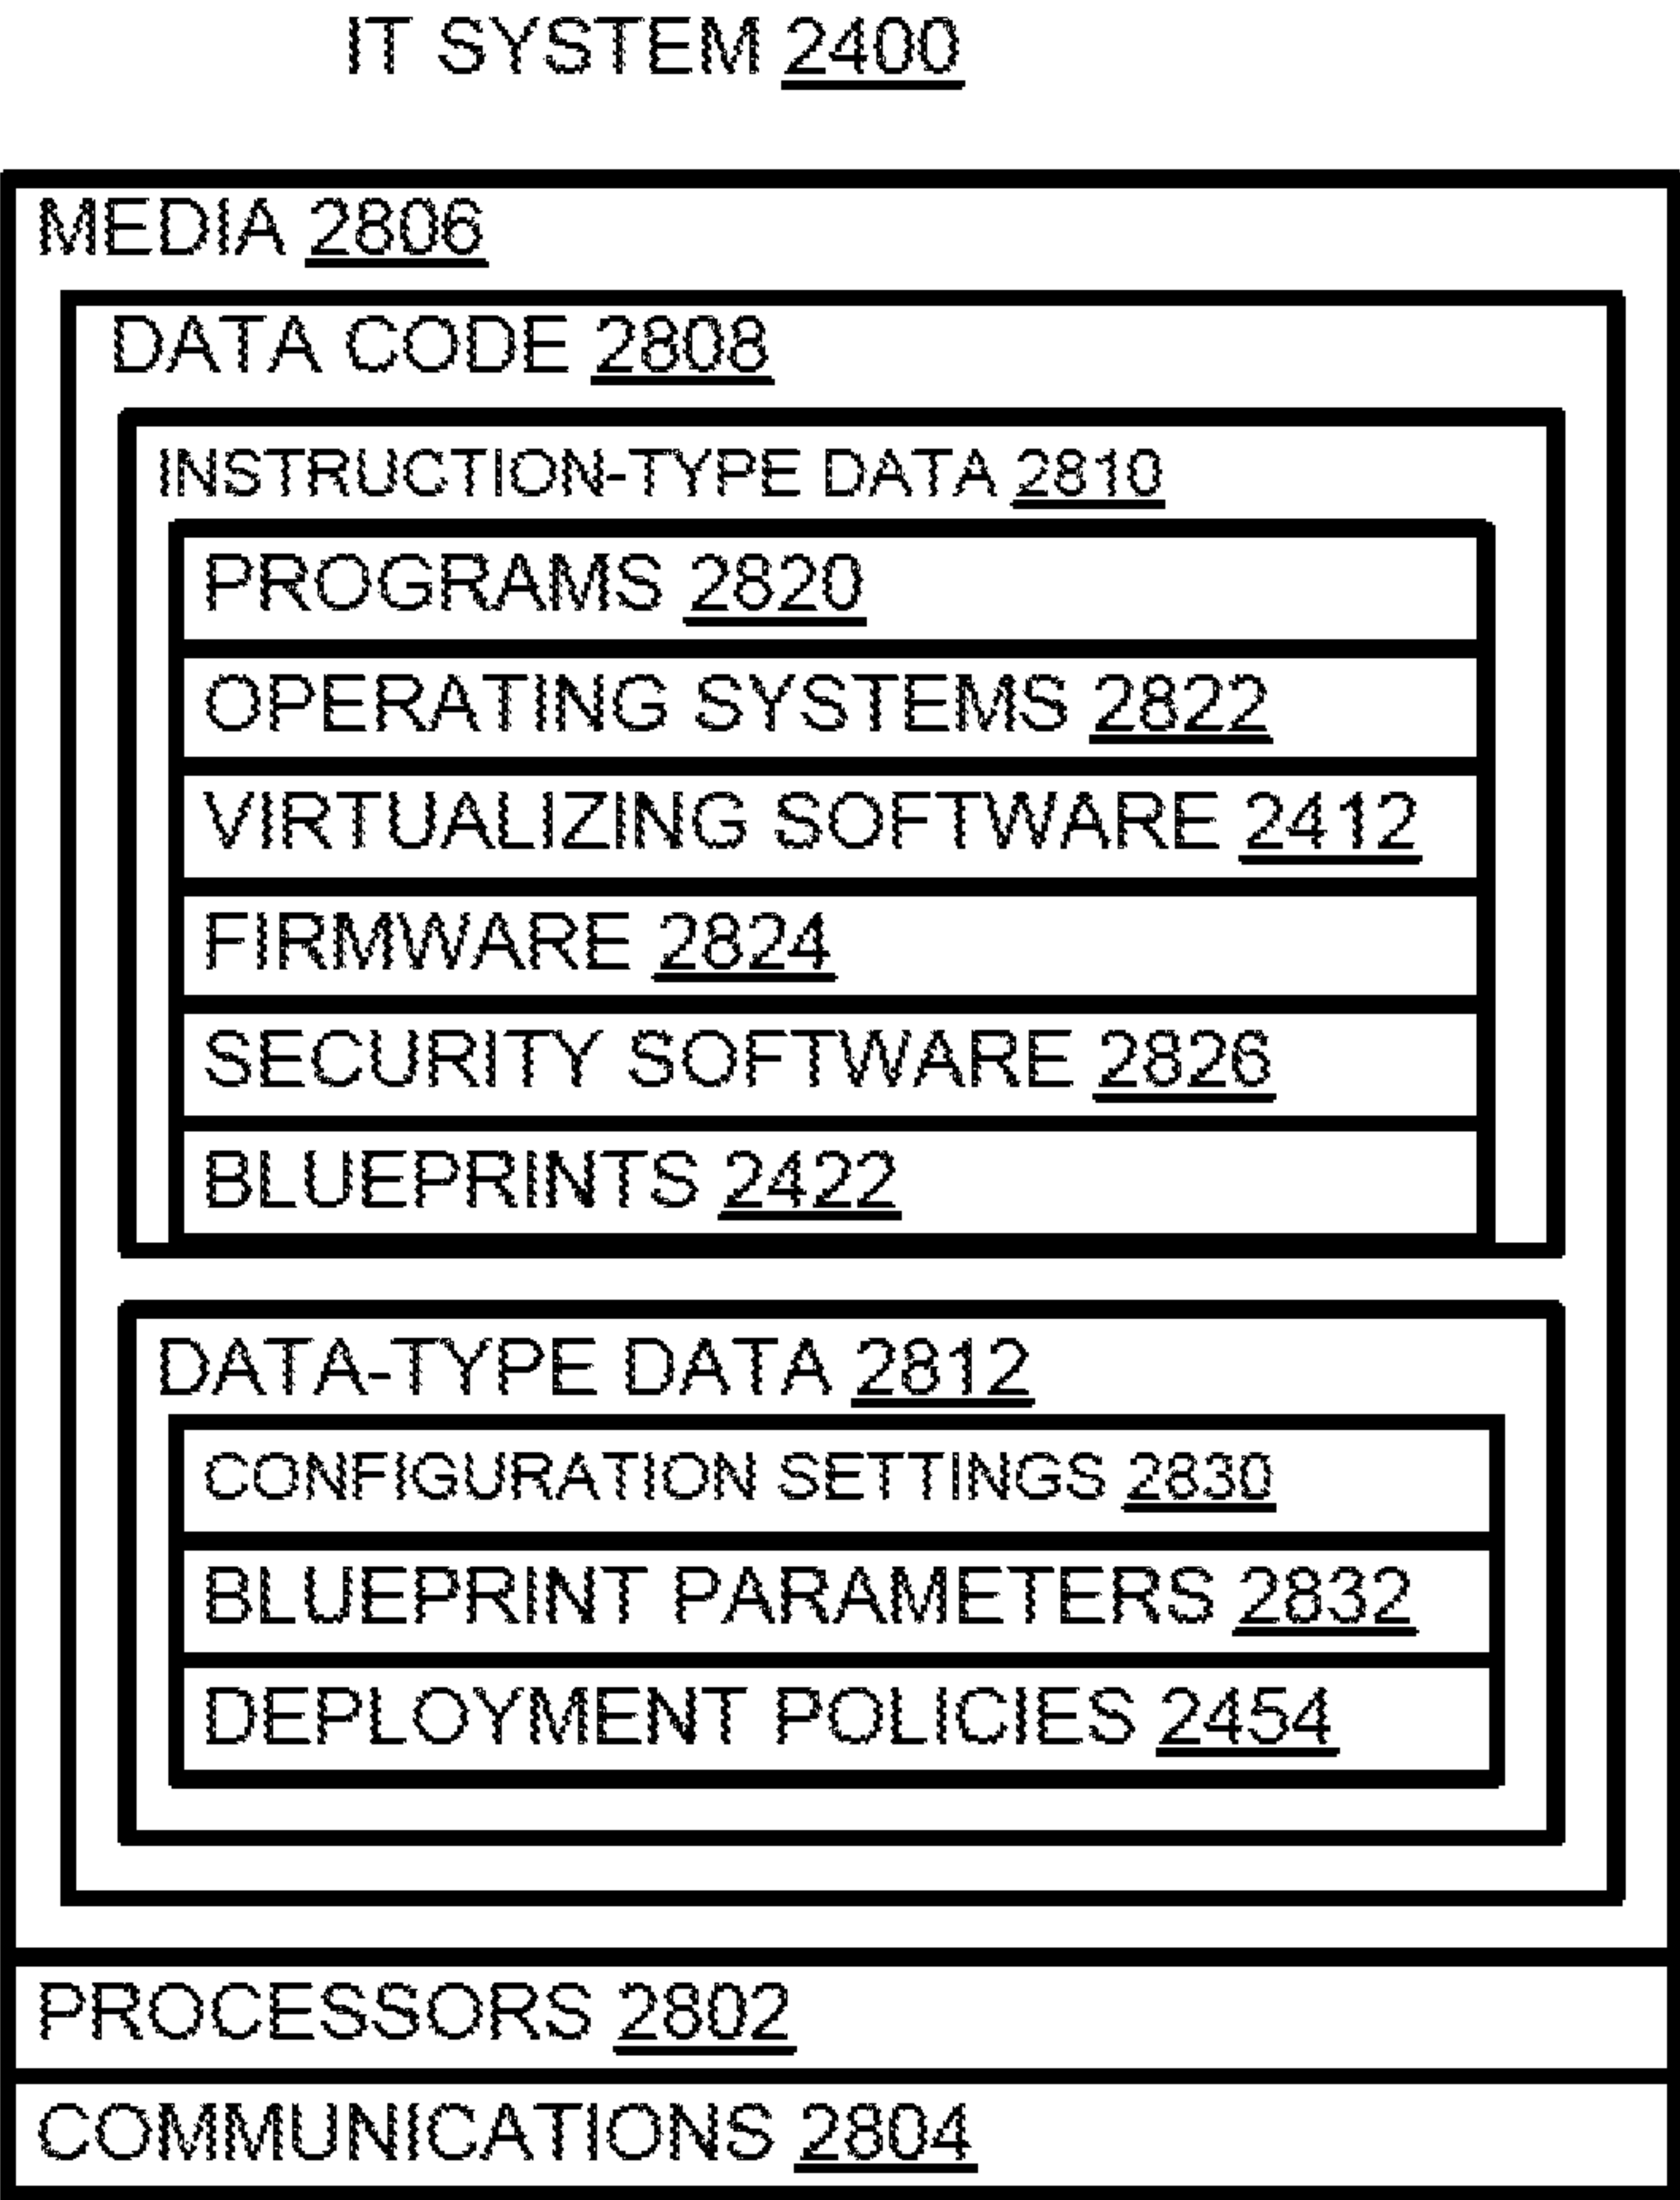 IT SYSTEM 2400
MEDIA 2806
DATA CODE 2808
INSTRUCTION-TYPE DATA 2810
PROGRAMS 2820
OPERATING SYSTEMS 2822
VIRTUALIZING SOFTWARE 2412
FIRMWARE 2824
SECURITY SOFTWARE 2826
BLUEPRINTS 2422
DATA-TYPE DATA 2812
CONFIGURATION SETTINGS 2830
BLUEPRINT PARAMETERS 2832
DEPLOYMENT POLICIES 2454
PROCESSORS 2802
COMMUNICATIONS 2804